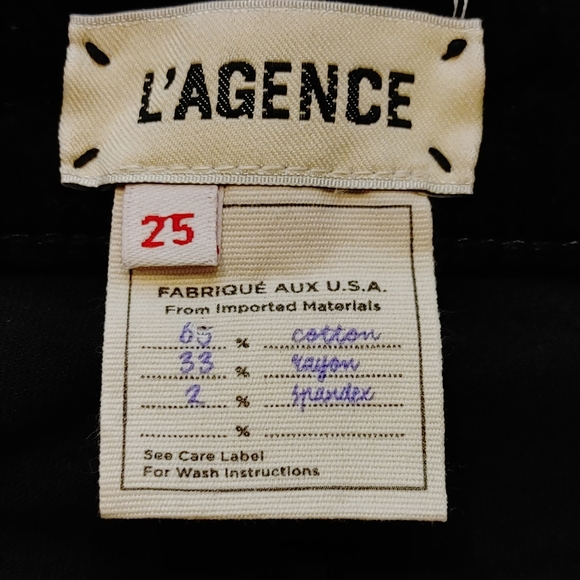 L'AGENCE
25
FABRIQUÉ AUX U.S.A.
From Imported Materials
65 % cotton
33 % rayon
2 % spandex
%
See Care Label
For Wash Instructions